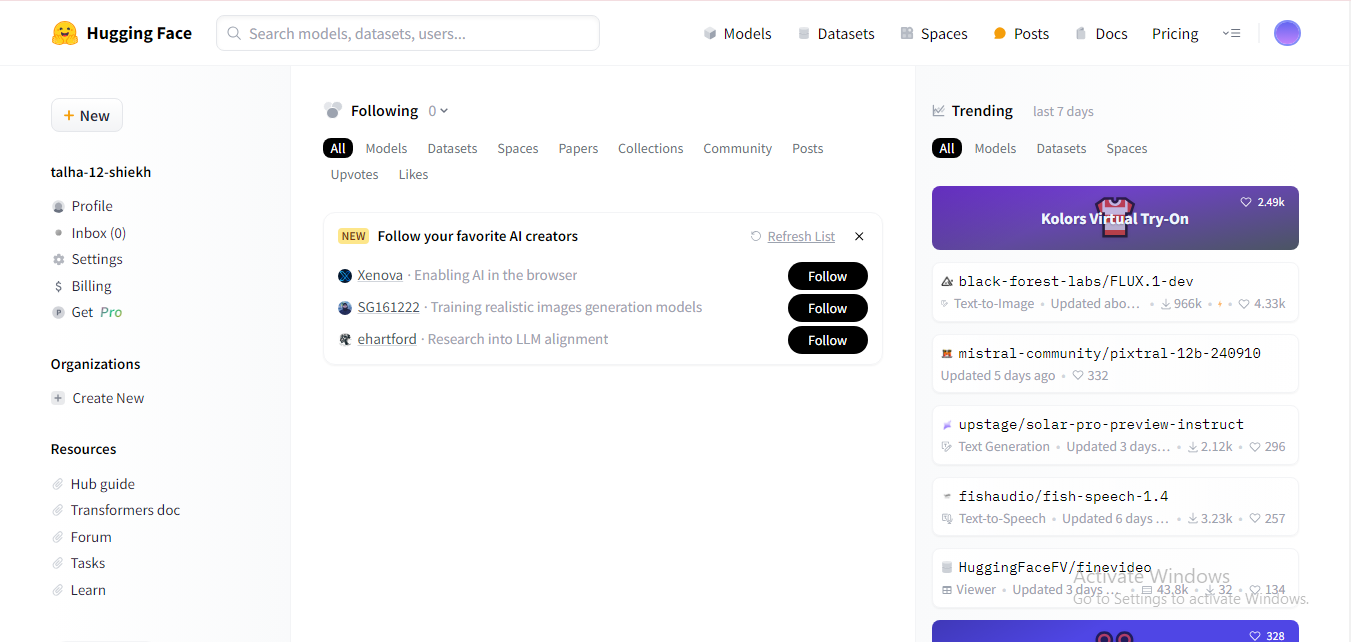 Hugging Face
Search models, datasets, users...
Models
Datasets
Spaces
Posts
Docs
Pricing
+ New
talha-12-shiekh
Profile
Inbox (0)
Settings
$ Billing
P Get Pro
Organizations
+ Create New
Resources
Hub guide
Transformers doc
Forum
Tasks
Learn
Following 0
All Models Datasets Spaces Papers Collections Community Posts
Upvotes Likes
NEW Follow your favorite AI creators Refresh List
Xenova · Enabling AI in the browser Follow
SG161222 · Training realistic images generation models Follow
ehartford · Research into LLM alignment Follow
Trending last 7 days
All Models Datasets Spaces
2.49k
Kolors Virtual Try-On
black-forest-labs/FLUX.1-dev
Text-to-Image • Updated abo… • 966k • • 4.33k
mistral-community/pixtral-12b-240910
Updated 5 days ago • 332
upstage/solar-pro-preview-instruct
Text Generation • Updated 3 days… • 2.12k • 296
fishaudio/fish-speech-1.4
Text-to-Speech • Updated 6 days … • 3.23k • 257
HuggingFaceFV/finevideo
Viewer • Updated 3 days … • 43.8k • 32 • 134
Activate Windows
Go to Settings to activate Windows.
328